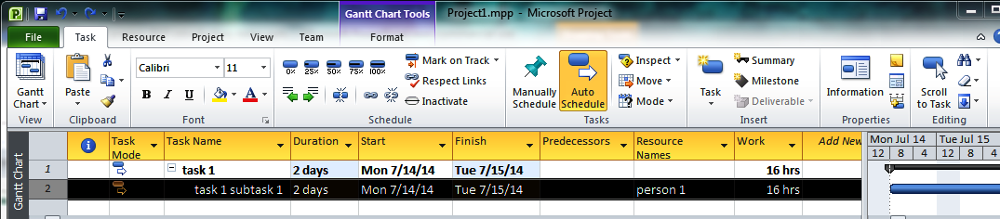 Gantt Chart Tools Project1.mpp - Microsoft Project
File Task Resource Project View Team Format
Calibri 11
0% 25% 50% 75% 100%
Mark on Track
Respect Links
Inactivate
Gantt Chart
Paste
B I U A
Manually Schedule
Auto Schedule
Inspect
Move
Mode
Task
Summary
Milestone
Deliverable
Information
Scroll to Task
View Clipboard Font Schedule Tasks Insert Properties Editing
Gantt Chart
Task Mode Task Name Duration Start Finish Predecessors Resource Names Work Add New
Mon Jul 14 Tue Jul 15
12 8 4 12 8 4
1 task 1 2 days Mon 7/14/14 Tue 7/15/14 16 hrs
2 task 1 subtask 1 2 days Mon 7/14/14 Tue 7/15/14 person 1 16 hrs